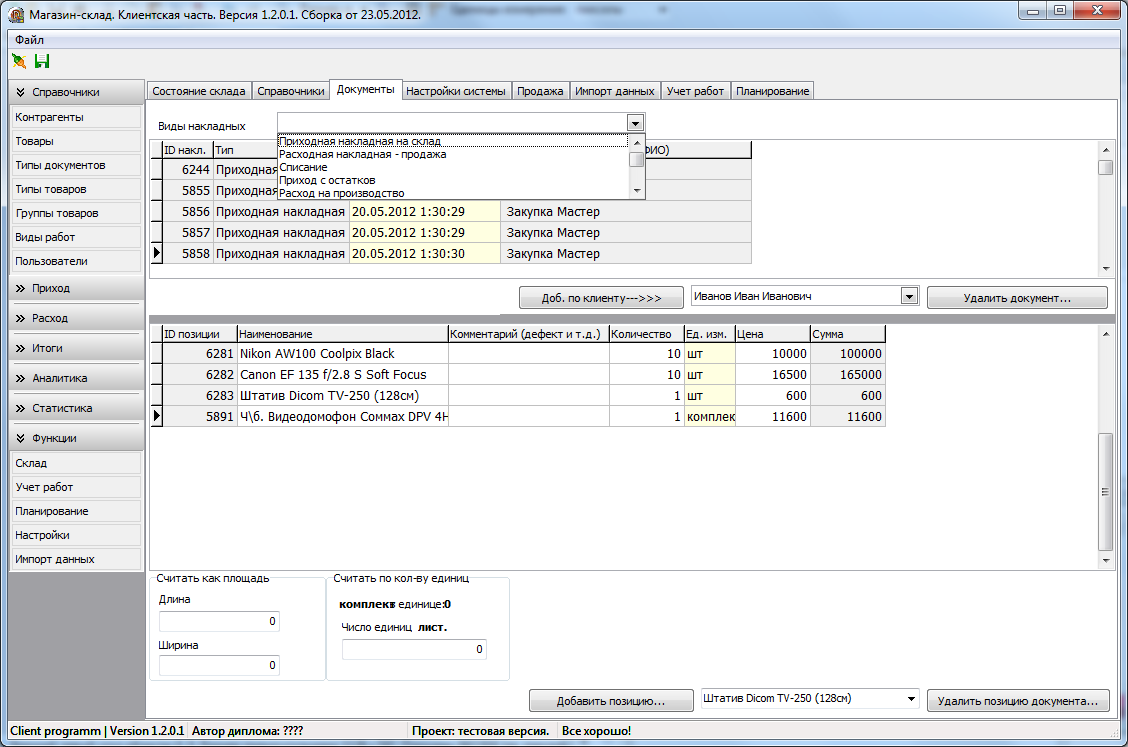 Магазин-склад. Клиентская часть. Версия 1.2.0.1. Сборка от 23.05.2012.
Файл
Справочники
Контрагенты
Товары
Типы документов
Типы товаров
Группы товаров
Виды работ
Пользователи
Приход
Расход
Итоги
Аналитика
Статистика
Функции
Склад
Учет работ
Планирование
Настройки
Импорт данных
Состояние склада Справочники Документы Настройки системы Продажа Импорт данных Учет работ Планирование
Виды накладных
Приходная накладная на склад
Расходная накладная - продажа
Списание
Приход с остатков
Расход на производство
ID накл. Тип ФИО)
6244 Приходная
5855 Приходная
5856 Приходная накладная 20.05.2012 1:30:29 Закупка Мастер
5857 Приходная накладная 20.05.2012 1:30:29 Закупка Мастер
5858 Приходная накладная 20.05.2012 1:30:30 Закупка Мастер
Доб. по клиенту--->>> Иванов Иван Иванович Удалить документ...
ID позиции Наименование Комментарий (дефект и т.д.) Количество Ед. изм. Цена Сумма
6281 Nikon AW100 Coolpix Black 10 шт 10000 100000
6282 Canon EF 135 f/2.8 S Soft Focus 10 шт 16500 165000
6283 Штатив Dicom TV-250 (128см) 1 шт 600 600
5891 Ч\б. Видеодомофон Соммах DPV 4H 1 комплек 11600 11600
Считать как площадь
Длина
0
Ширина
0
Считать по кол-ву единиц
комплект единице:0
Число единиц лист.
0
Добавить позицию... Штатив Dicom TV-250 (128см) Удалить позицию документа...
Client programm | Version 1.2.0.1 Автор диплома: ???? Проект: тестовая версия. Все хорошо!